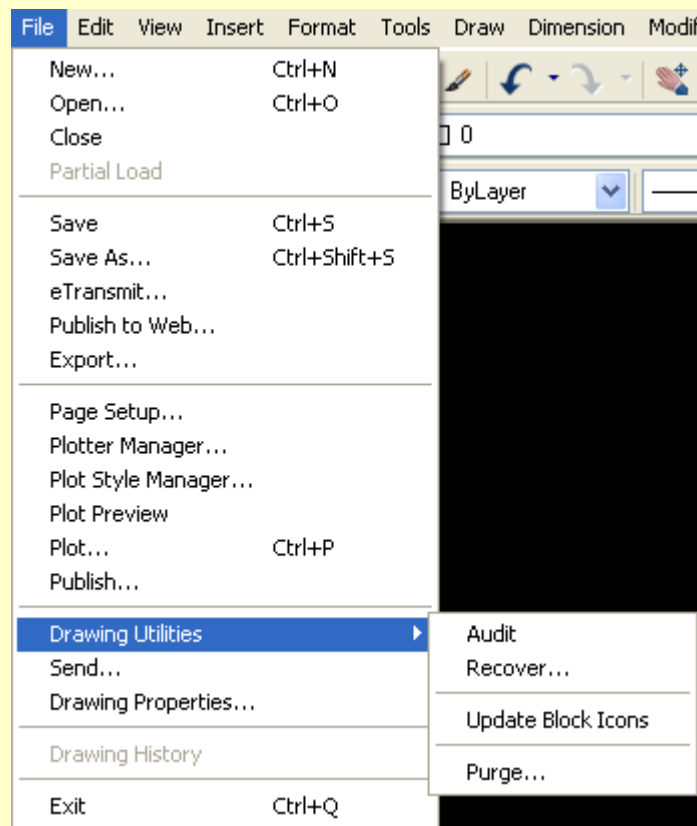 File Edit View Insert Format Tools Draw Dimension Modif
New... Ctrl+N
Open... Ctrl+O
Close
Partial Load
0
ByLayer
Save Ctrl+S
Save As... Ctrl+Shift+S
eTransmit...
Publish to Web...
Export...
Page Setup...
Plotter Manager...
Plot Style Manager...
Plot Preview
Plot... Ctrl+P
Publish...
Drawing Utilities
Audit
Send...
Recover...
Drawing Properties...
Update Block Icons
Drawing History
Purge...
Exit Ctrl+Q